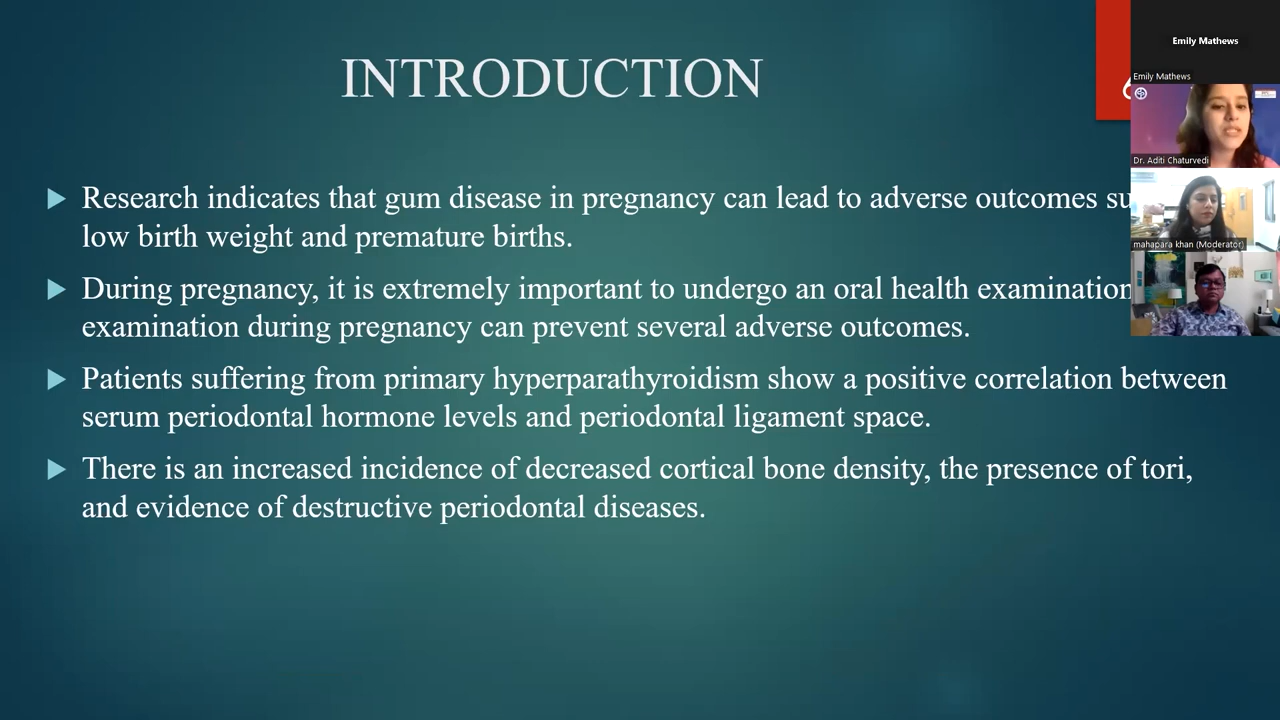 INTRODUCTION
Research indicates that gum disease in pregnancy can lead to adverse outcomes
low birth weight and premature births.
During pregnancy, it is extremely important to undergo an oral health examination
examination during pregnancy can prevent several adverse outcomes.
Patients suffering from primary hyperparathyroidism show a positive correlation between
serum periodontal hormone levels and periodontal ligament space.
There is an increased incidence of decreased cortical bone density, the presence of tori,
and evidence of destructive periodontal diseases.
Emily Mathews
Emily Mathews
Dr. Aditi Chaturvedi
mahapara khan (Moderator)